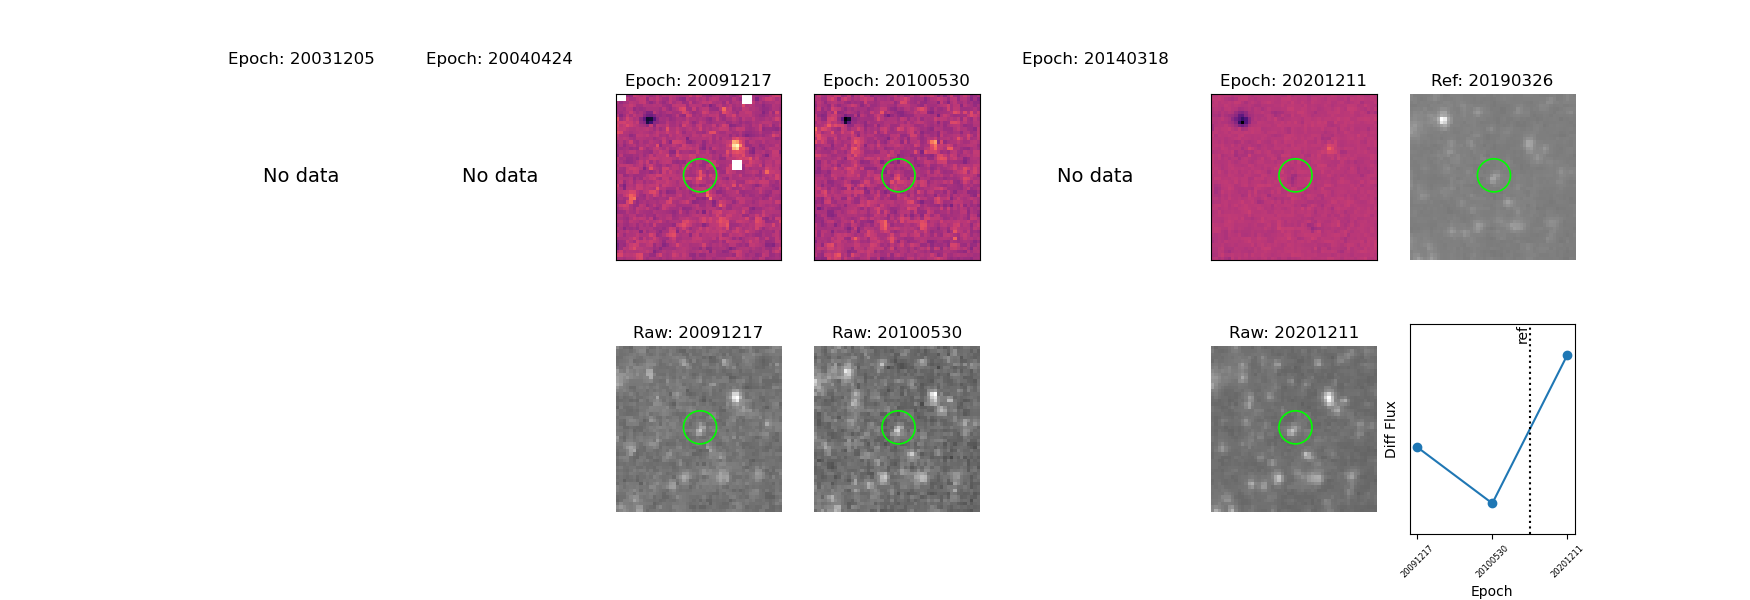 Epoch: 20031205
Epoch: 20040424
Epoch: 20091217
Epoch: 20100530
Epoch: 20140318
Epoch: 20201211
Ref: 20190326
No data
No data
No data
Raw: 20091217
Raw: 20100530
Raw: 20201211
ref
Diff Flux
20091217
20100530
20201211
Epoch